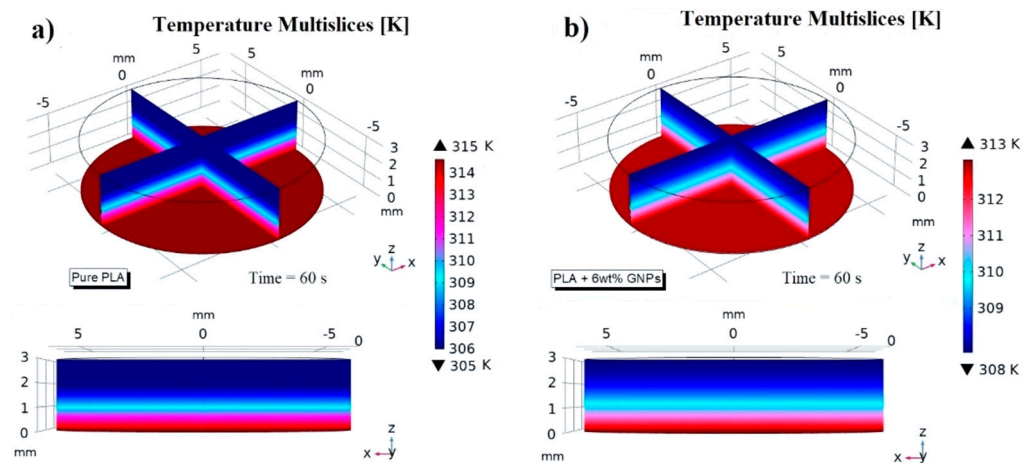 a)
Temperature Multislices [K]
mm
0
5
5
mm
0
-5
-5
3
2
1
0
mm
▲ 315 K
314
313
312
311
310
309
308
307
306
▼ 305 K
y z x
Pure PLA
Time = 60 s
mm
5
0
-5
0
3
2
1
0
mm
z
x y
b)
Temperature Multislices [K]
mm
0
5
5
mm
0
-5
-5
3
2
1
0
mm
▲ 313 K
312
311
310
309
▼ 308 K
y z x
PLA + 6wt% GNPs
Time = 60 s
mm
5
0
-5
0
3
2
1
0
mm
z
x y